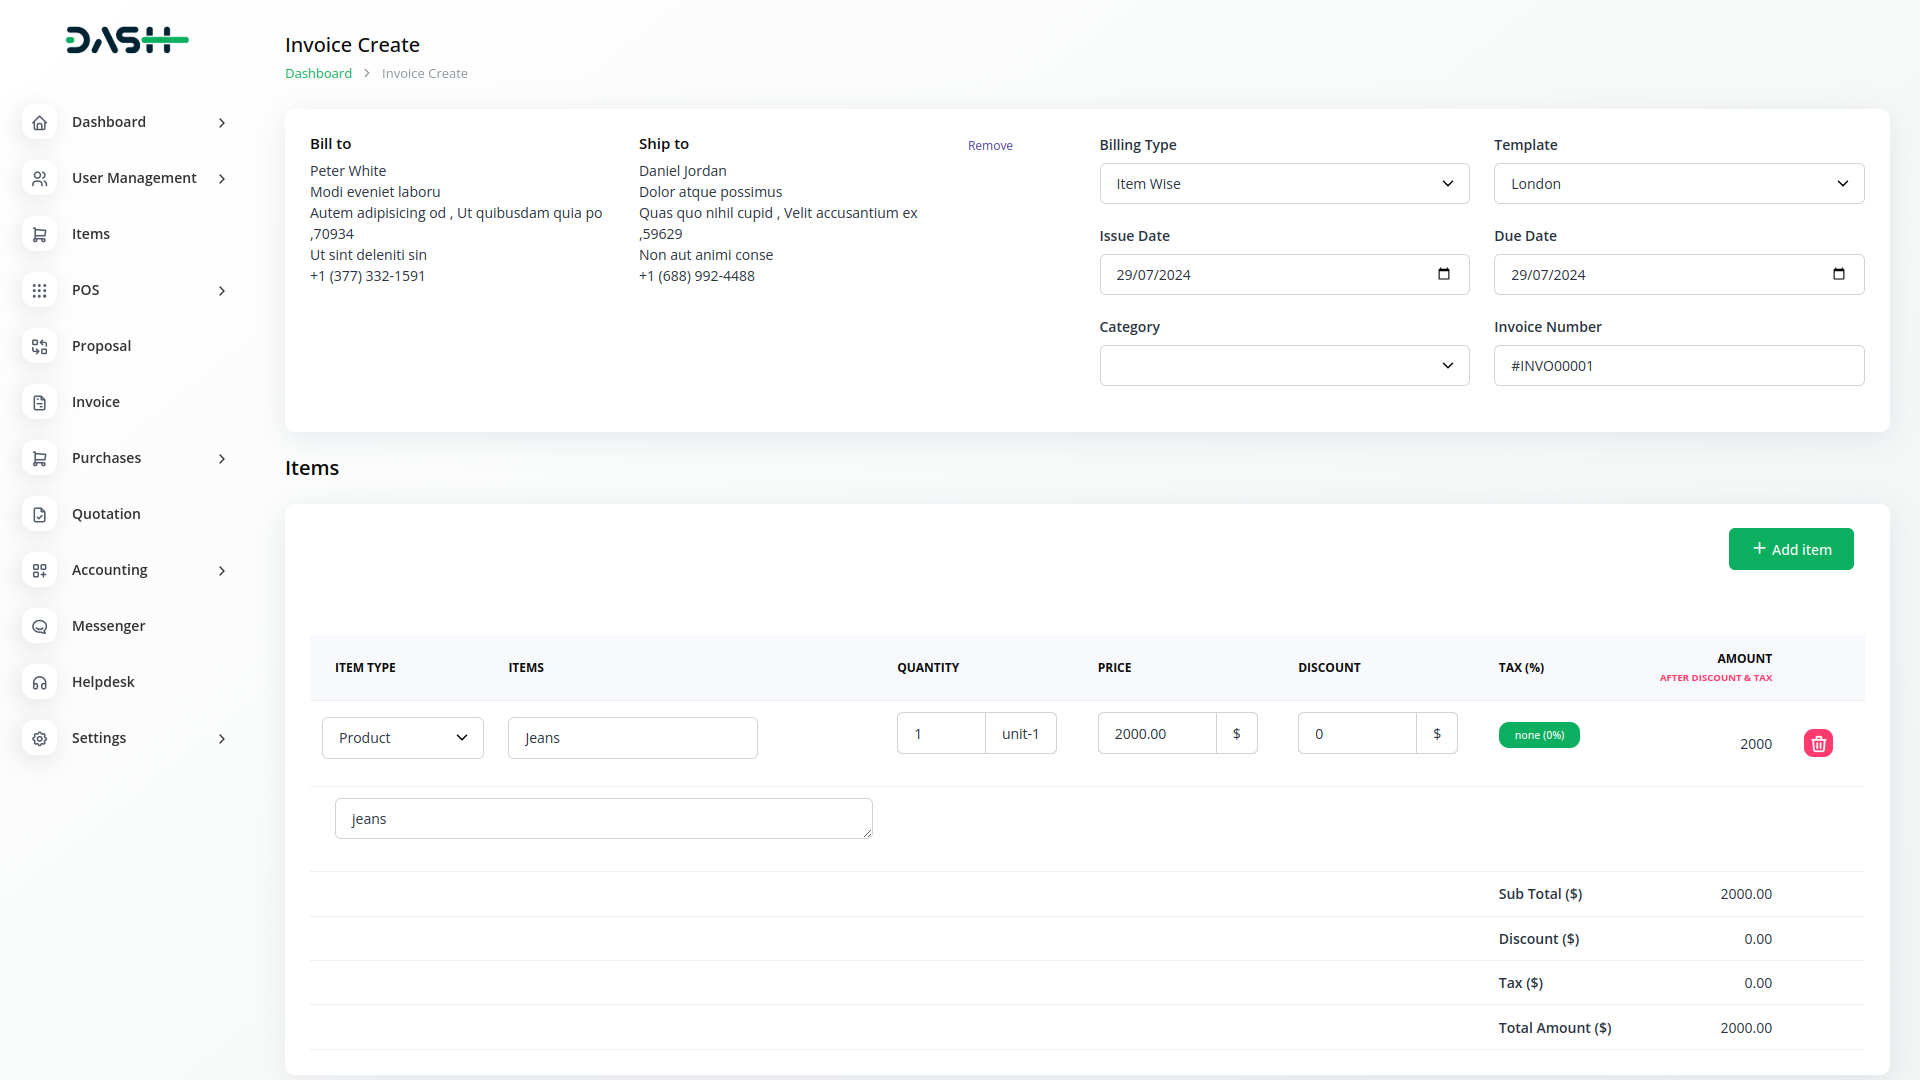 DASH
Dashboard
User Management
Items
POS
Proposal
Invoice
Purchases
Quotation
Accounting
Messenger
Helpdesk
Settings
Invoice Create
Dashboard > Invoice Create
Bill to
Peter White
Modi eveniet laboru
Autem adipisicing od , Ut quibusdam quia po
,70934
Ut sint deleniti sin
+1 (377) 332-1591
Ship to
Daniel Jordan
Dolor atque possimus
Quas quo nihil cupid , Velit accusantium ex
,59629
Non aut animi conse
+1 (688) 992-4488
Remove
Billing Type
Item Wise
Template
London
Issue Date
29/07/2024
Due Date
29/07/2024
Category
Invoice Number
#INVO00001
Items
+ Add item
ITEM TYPE ITEMS QUANTITY PRICE DISCOUNT TAX (%) AMOUNT
AFTER DISCOUNT & TAX
Product Jeans 1 unit-1 2000.00 $ 0 $ none (0%) 2000
jeans
Sub Total ($) 2000.00
Discount ($) 0.00
Tax ($) 0.00
Total Amount ($) 2000.00